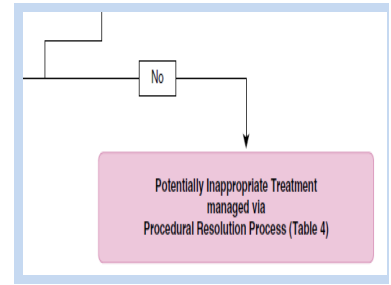 No
Potentially Inappropriate Treatment
managed via
Procedural Resolution Process (Table 4)